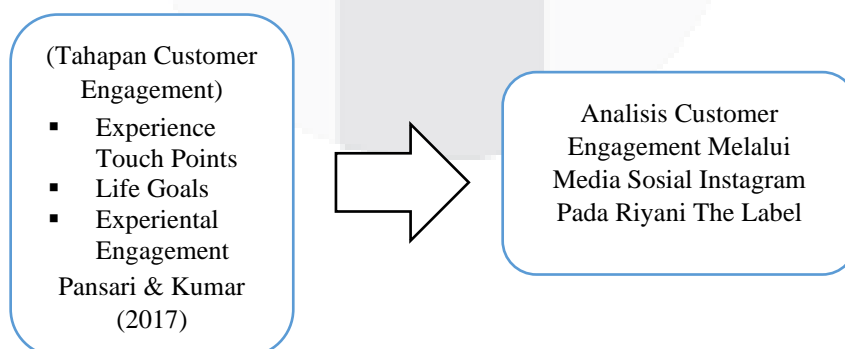 (Tahapan Customer
Engagement)
▪ Experience
Touch Points
▪ Life Goals
▪ Experiental
Engagement
Pansari & Kumar
(2017)
Analisis Customer
Engagement Melalui
Media Sosial Instagram
Pada Riyani The Label